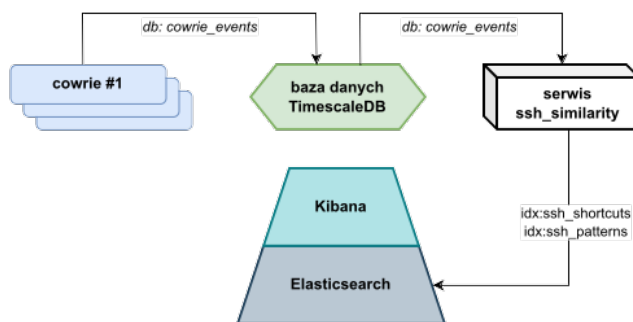 db: cowrie_events
db: cowrie_events
cowrie #1
baza danych
TimescaleDB
serwis
ssh_similarity
Kibana
idx:ssh_shortcuts
idx:ssh_patterns
Elasticsearch